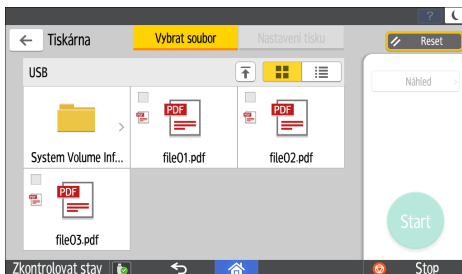 ?
Tiskárna
Vybrat soubor
Nastavení tisku
Reset
USB
Náhled
System Volume Inf...
PDF
file01.pdf
PDF
file02.pdf
PDF
file03.pdf
Start
Zkontrolovat stav
Stop